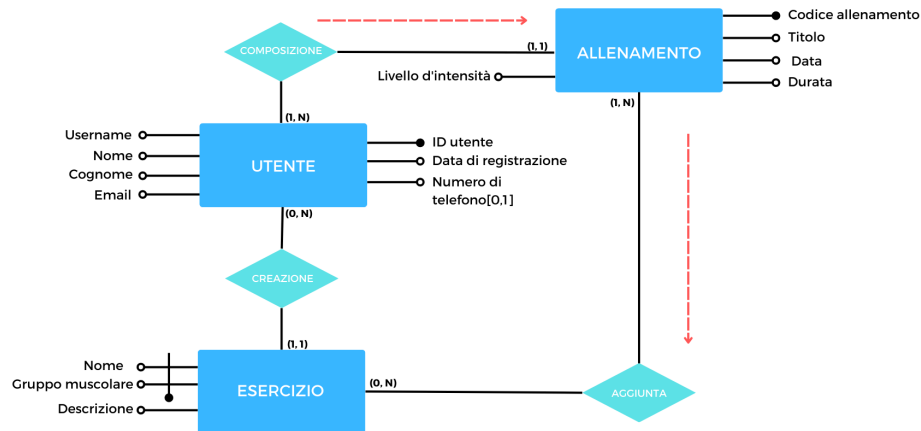 Codice allenamento
COMPOSIZIONE
(1, 1)
ALLENAMENTO
Titolo
Data
Livello d'intensità
Durata
(1, N)
(1, N)
Username
ID utente
Nome
UTENTE
Data di registrazione
Cognome
Numero di
telefono[0,1]
Email
(0, N)
CREAZIONE
(1, 1)
Nome
Gruppo muscolare
ESERCIZIO
(0, N)
AGGIUNTA
Descrizione